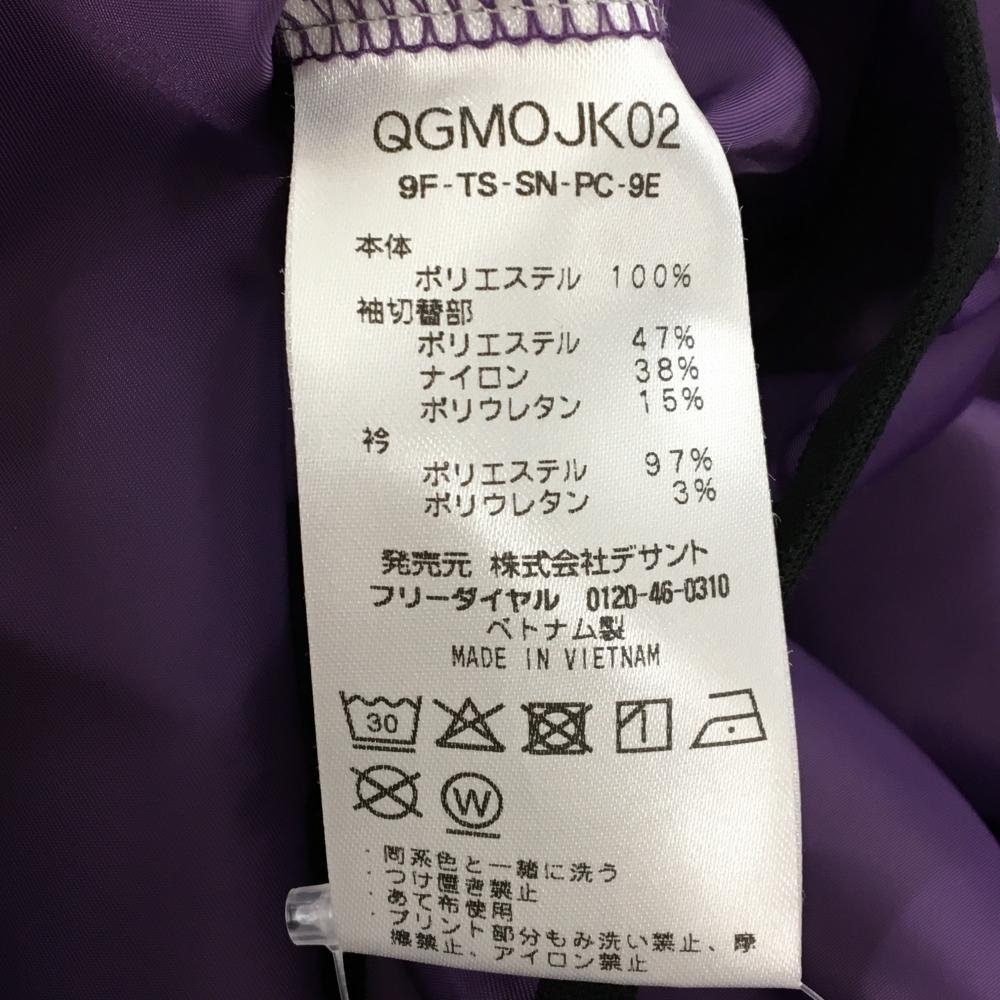 QGMOJK02
9F-TS-SN-PC-9E
本体
ポリエステル 100%
袖切替部
ポリエステル 47%
ナイロン 38%
ポリウレタン 15%
衿
ポリエステル 97%
ポリウレタン 3%
発売元 株式会社デサント
フリーダイヤル 0120-46-0310
ベトナム製
MADE IN VIETNAM
30
W
・同系色と一緒に洗う
・つけ置き禁止
・あて布使用
・プリント部分もみ洗い禁止、摩
擦禁止、アイロン禁止